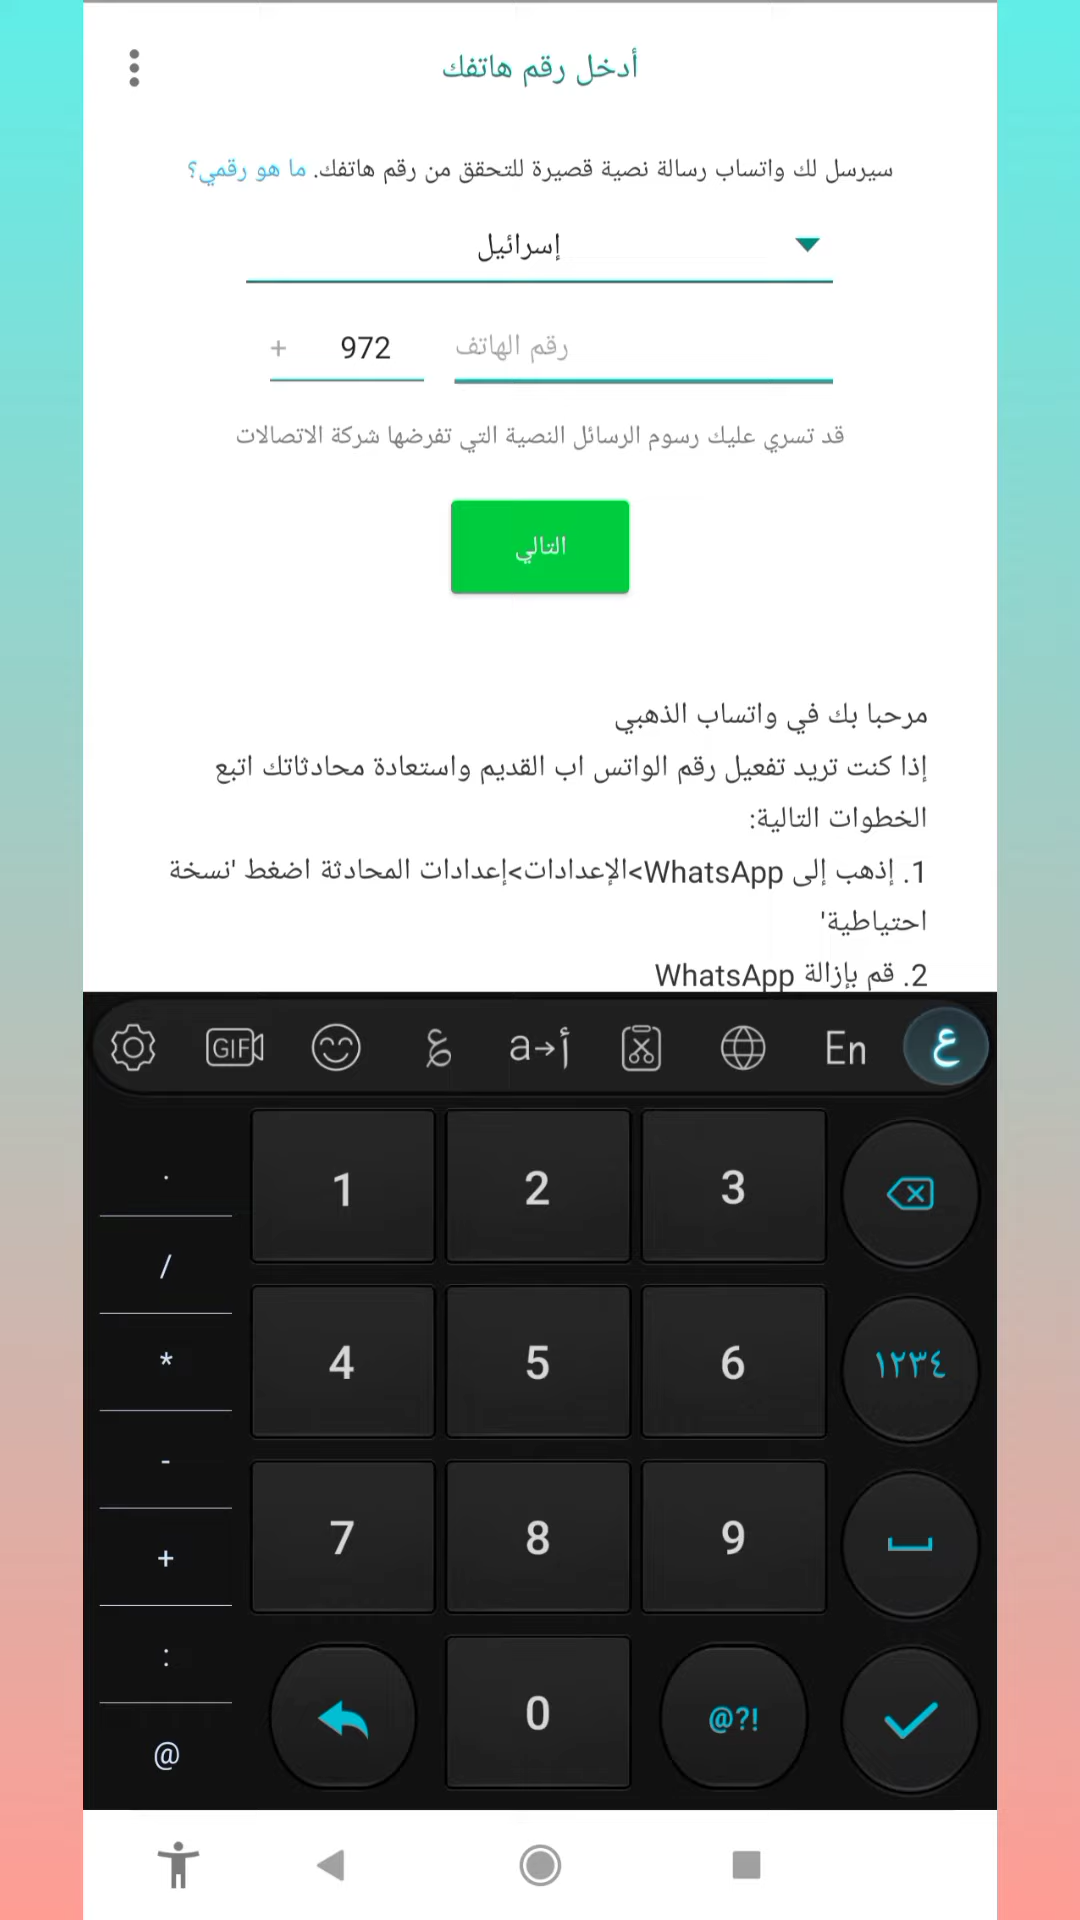 أدخل رقم هاتفك
سيرسل لك واتساب رسالة نصية قصيرة للتحقق من رقم هاتفك. ما هو رقمي؟
إسرائيل
+ 972 رقم الهاتف
قد تسري عليك رسوم الرسائل النصية التي تفرضها شركة الاتصالات
التالي
مرحبا بك في واتساب الذهبي
إذا كنت تريد تفعيل رقم الواتس اب القديم واستعادة محادثاتك اتبع
الخطوات التالية:
1. إذهب إلى WhatsApp>الإعدادات>إعدادات المحادثة اضغط 'نسخة
احتياطية'
2. قم بإزالة WhatsApp
GIF ع a→أ En ع
. 1 2 3
/
* 4 5 6 ١٢٣٤
-
7 8 9
+
:
0 @?!
@